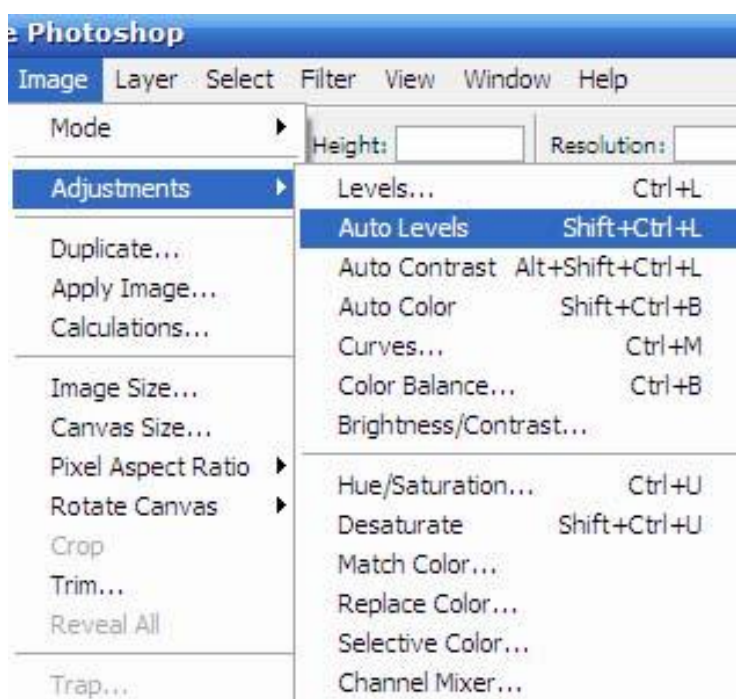 e Photoshop
Image Layer Select Filter View Window Help
Height: Resolution:
Mode
Adjustments
Duplicate...
Apply Image...
Calculations...
Image Size...
Canvas Size...
Pixel Aspect Ratio
Rotate Canvas
Crop
Trim...
Reveal All
Trap...
Levels... Ctrl+L
Auto Levels Shift+Ctrl+L
Auto Contrast Alt+Shift+Ctrl+L
Auto Color Shift+Ctrl+B
Curves... Ctrl+M
Color Balance... Ctrl+B
Brightness/Contrast...
Hue/Saturation... Ctrl+U
Desaturate Shift+Ctrl+U
Match Color...
Replace Color...
Selective Color...
Channel Mixer...